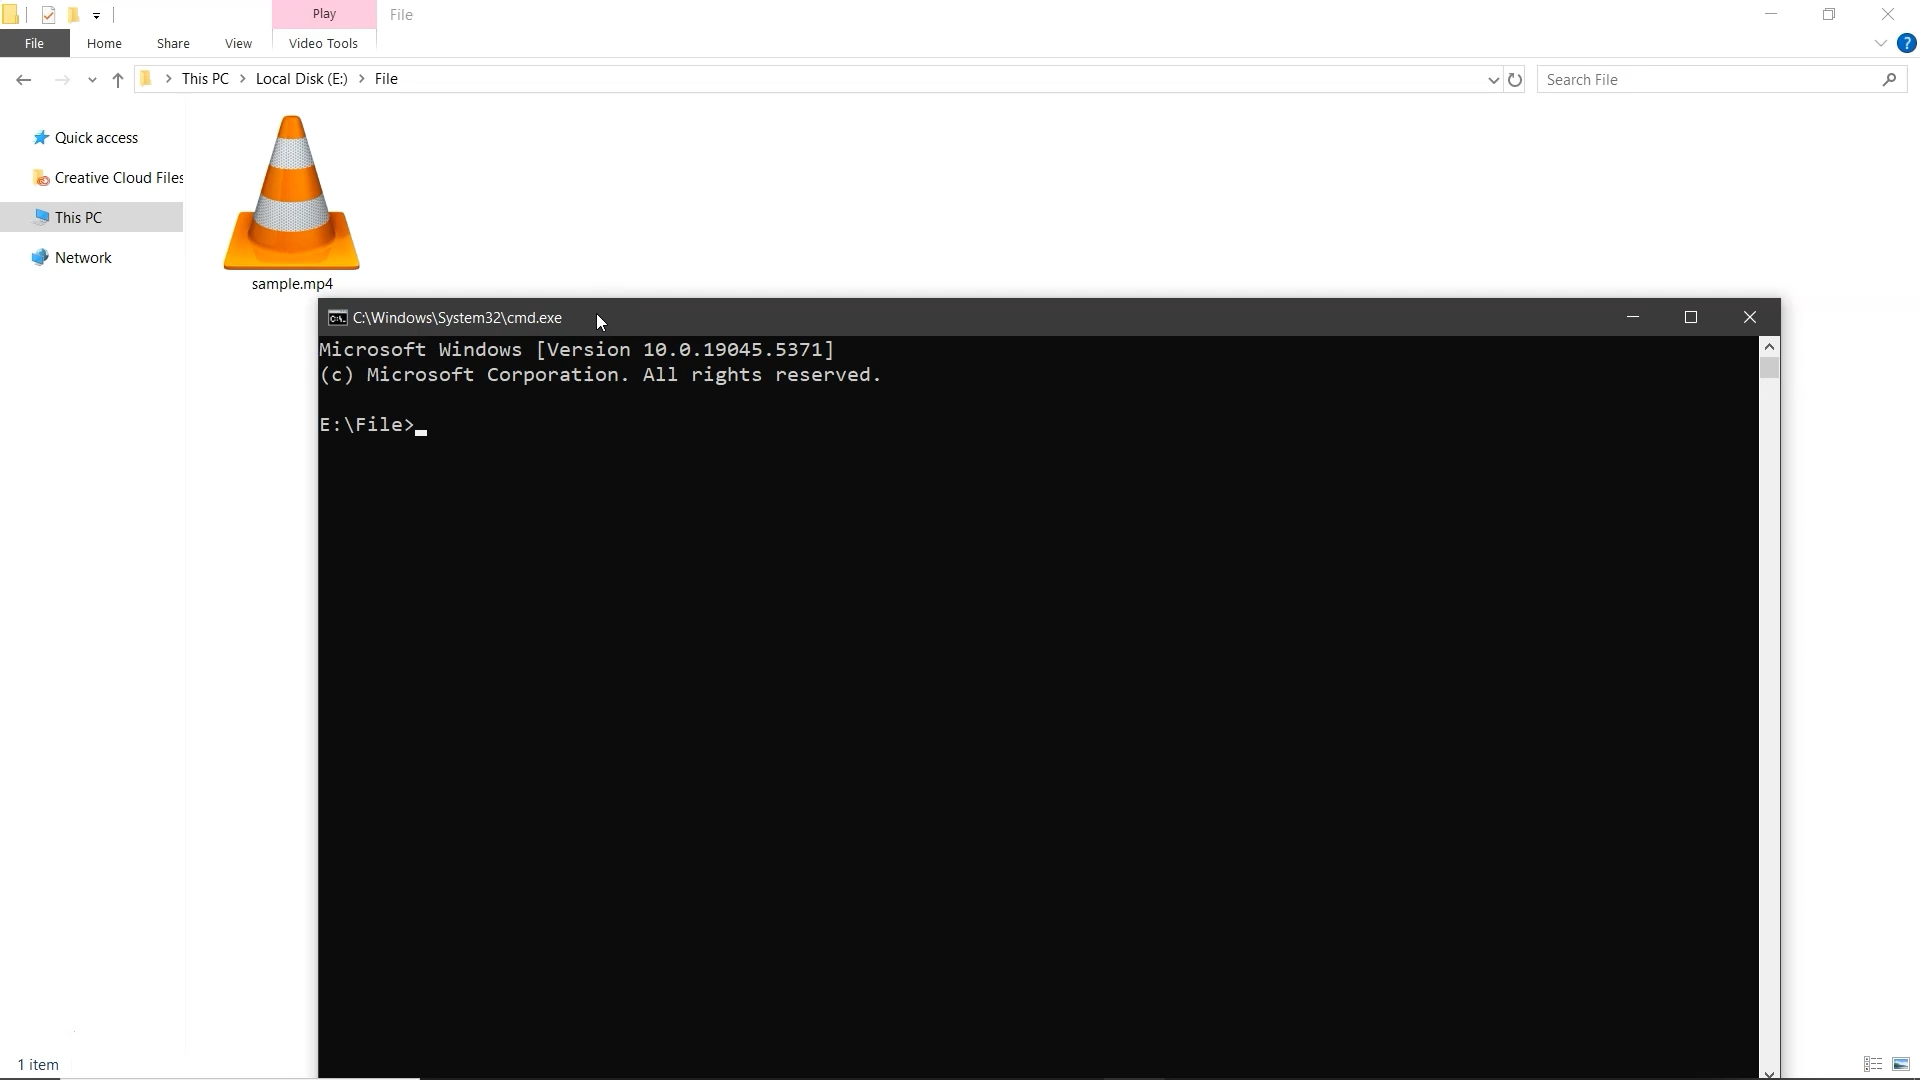 Play
File
File
Home
Share
View
Video Tools
This PC
Local Disk (E:)
File
Search File
Quick access
Creative Cloud Files
This PC
Network
sample.mp4
C:\Windows\System32\cmd.exe
Microsoft Windows [Version 10.0.19045.5371]
(c) Microsoft Corporation. All rights reserved.
E:\File>
1 item